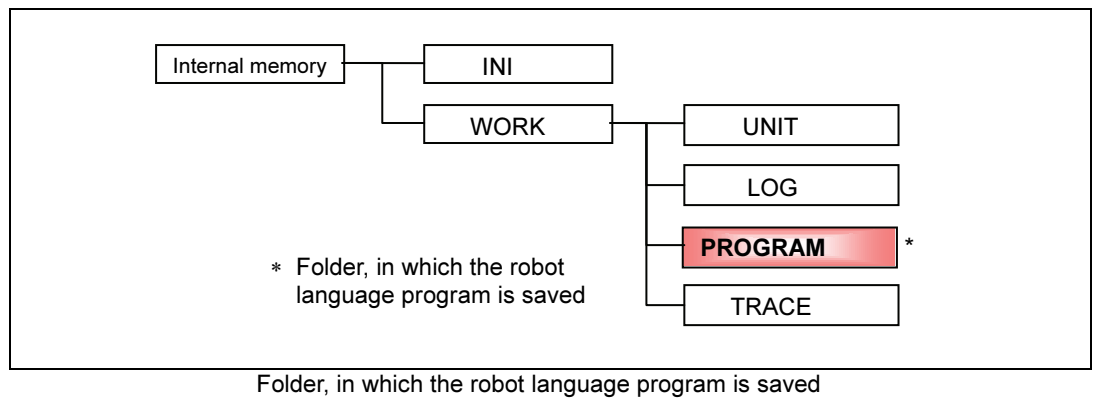 Internal memory
INI
WORK
UNIT
LOG
PROGRAM *
* Folder, in which the robot
language program is saved
TRACE
Folder, in which the robot language program is saved